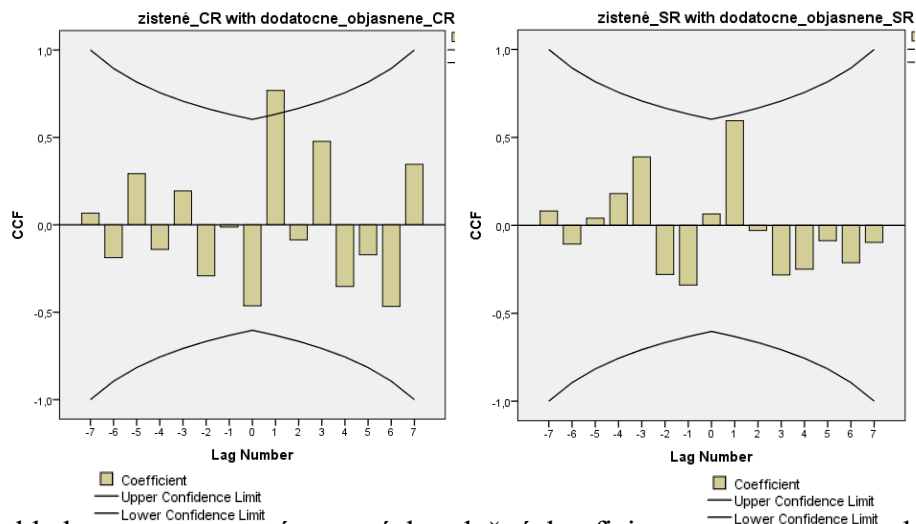 zistené_CR with dodatocne_objasnene_CR
1,0
0,5
0,0
-0,5
-1,0
CCF
-7 -6 -5 -4 -3 -2 -1 0 1 2 3 4 5 6 7
Lag Number
Coefficient
Upper Confidence Limit
Lower Confidence Limit
zistené_SR with dodatocne_objasnene_SR
1,0
0,5
0,0
-0,5
-1,0
CCF
-7 -6 -5 -4 -3 -2 -1 0 1 2 3 4 5 6 7
Lag Number
Coefficient
Upper Confidence Limit
Lower Confidence Limit